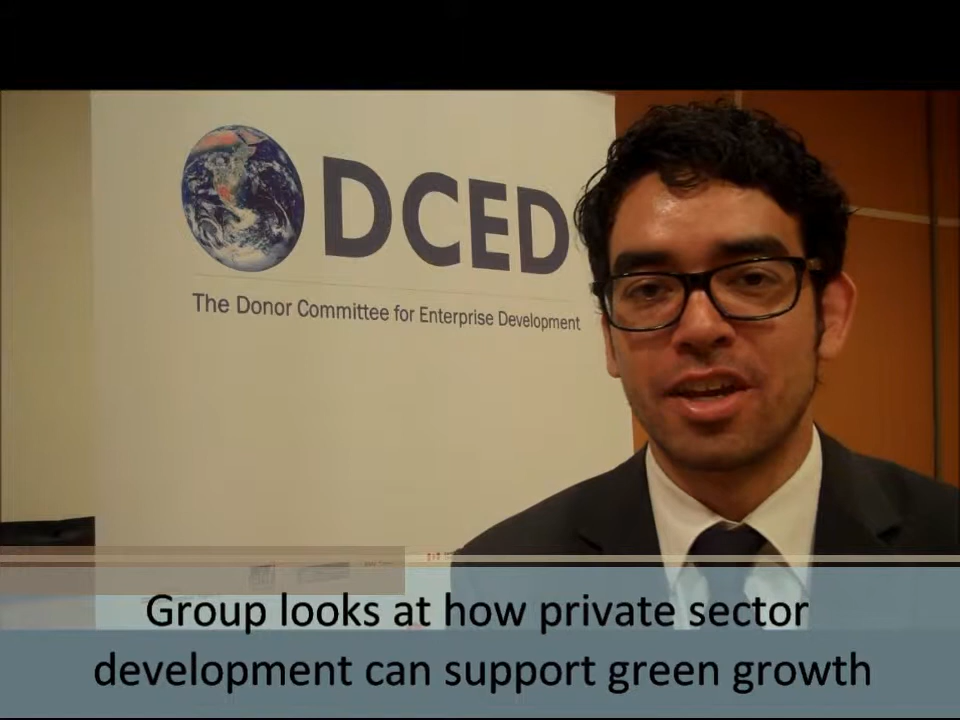 DCED
The Donor Committee for Enterprise Development
Group looks at how private sector
development can support green growth